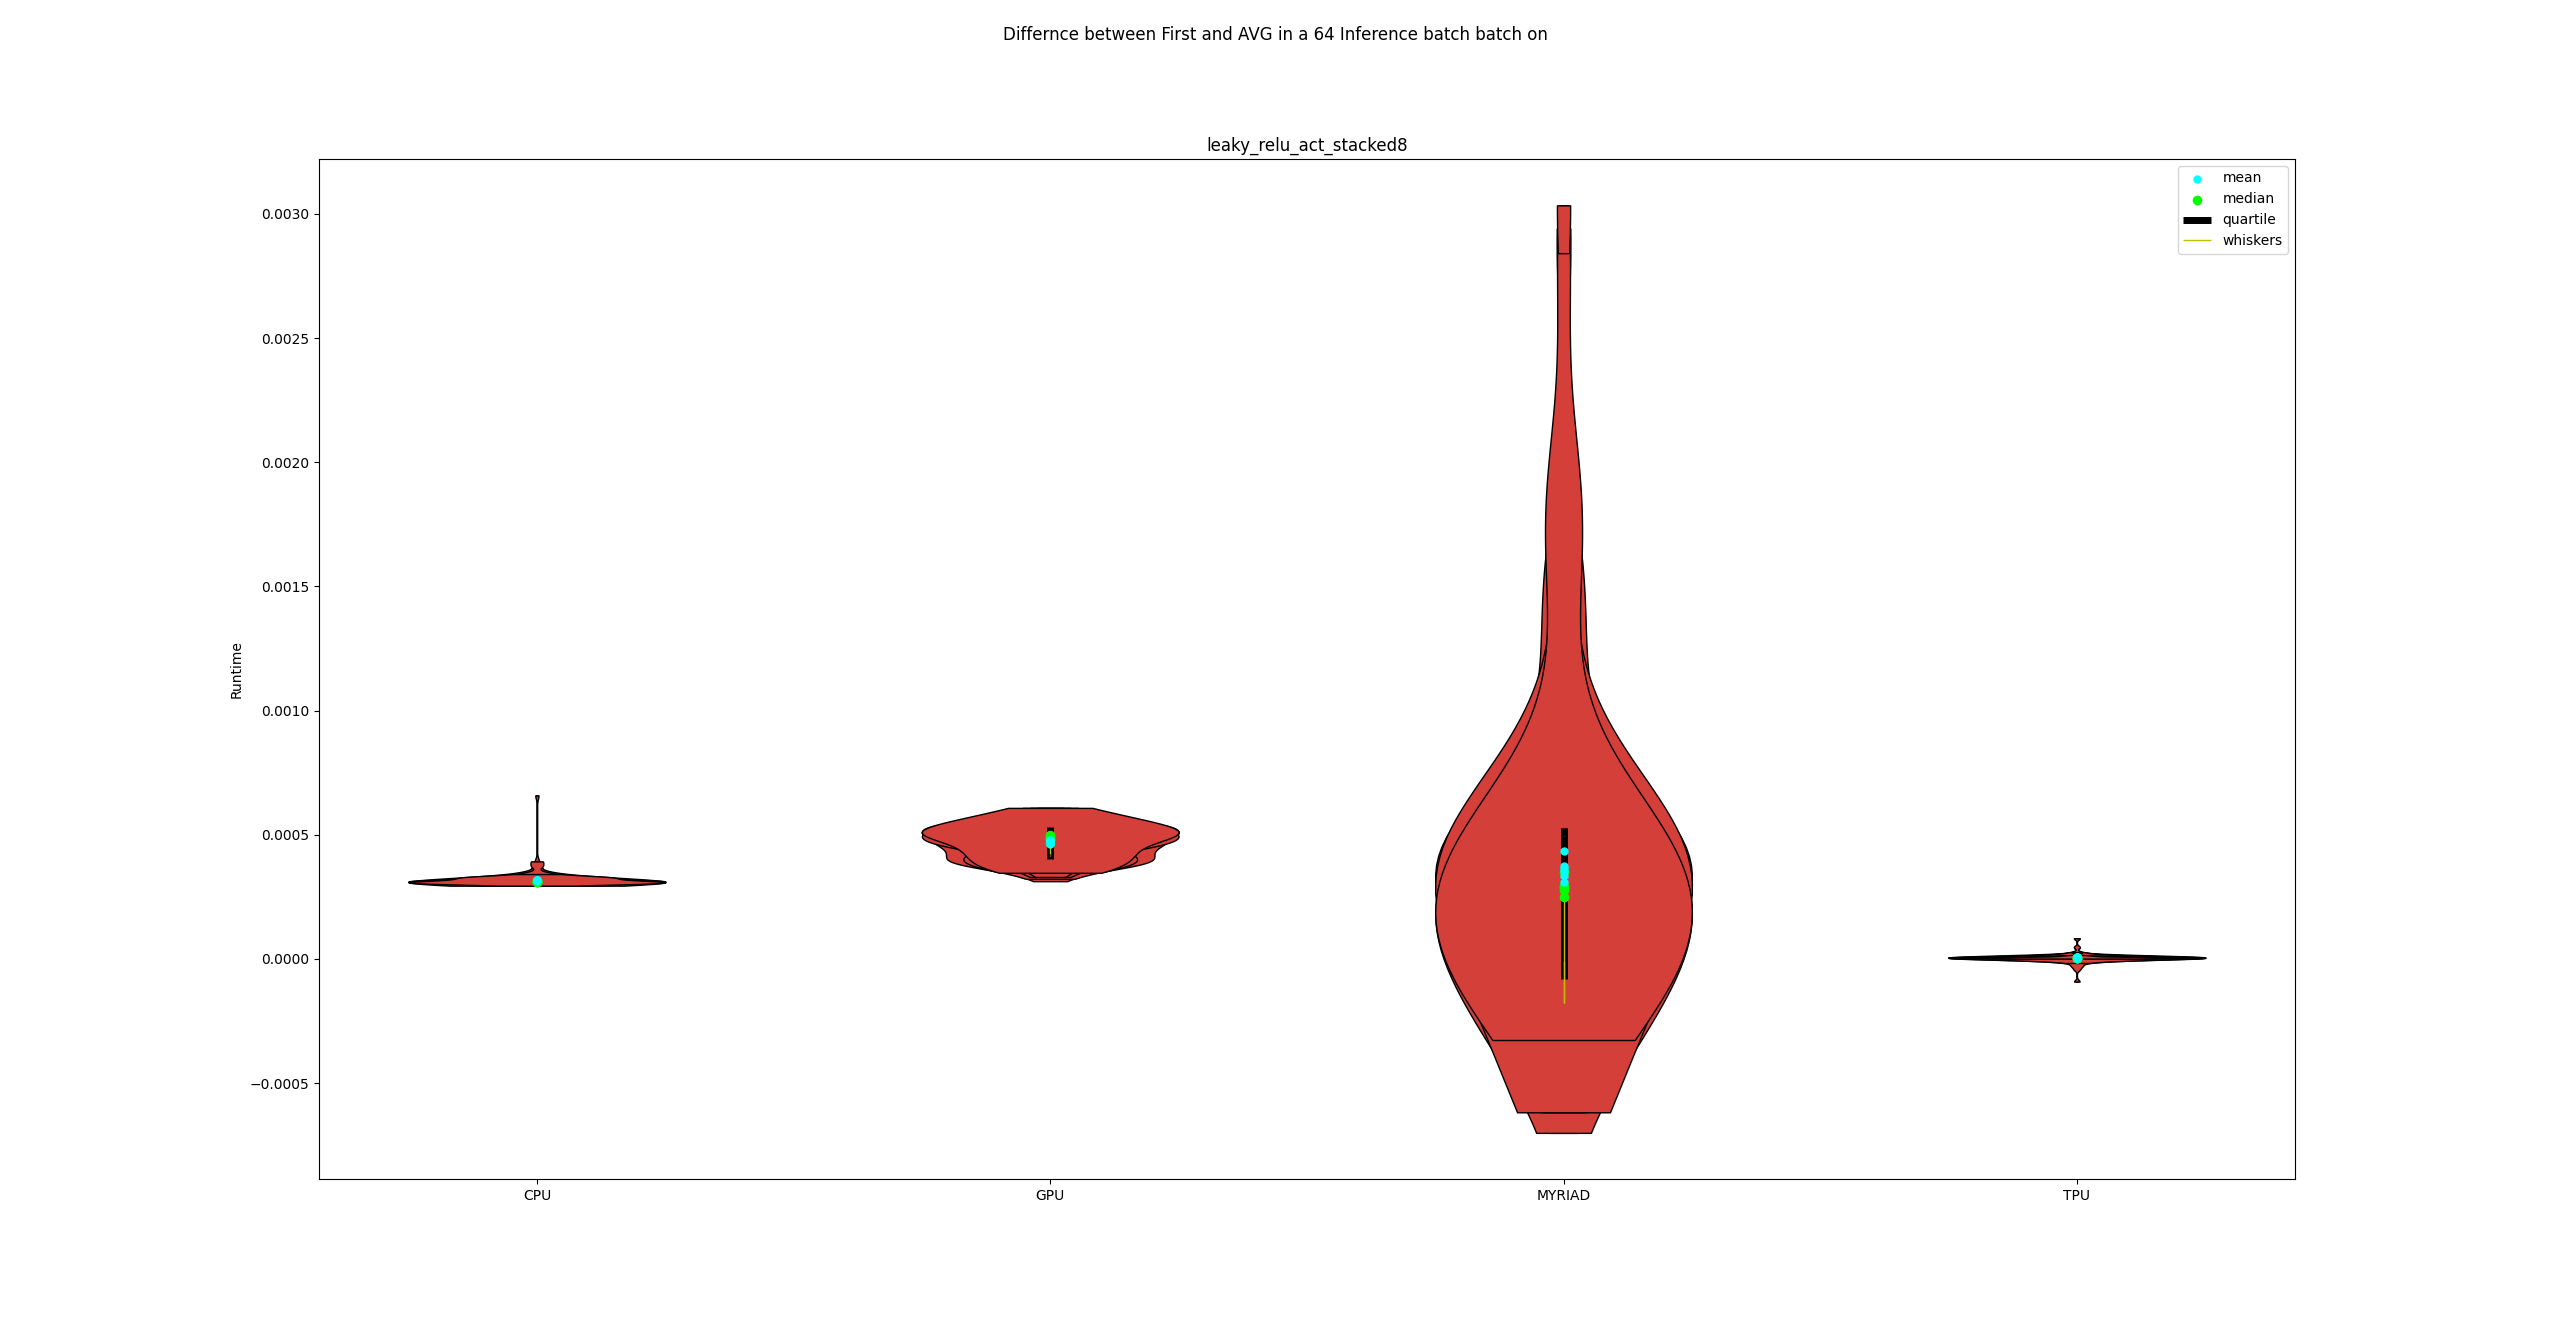 Differnce between First and AVG in a 64 Inference batch batch on
leaky_relu_act_stacked8
mean
median
quartile
whiskers
0.0030
0.0025
0.0020
0.0015
0.0010
0.0005
0.0000
−0.0005
Runtime
CPU GPU MYRIAD TPU